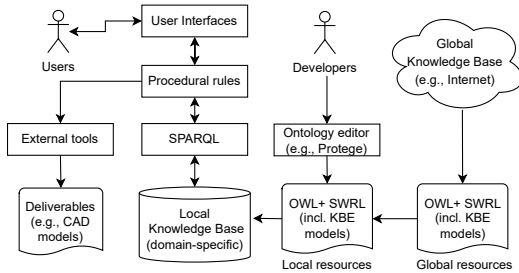 User Interfaces
Users
Procedural rules
Developers
Global
Knowledge Base
(e.g., Internet)
External tools
SPARQL
Ontology editor
(e.g., Protege)
Deliverables
(e.g., CAD
models)
Local
Knowledge Base
(domain-specific)
OWL+ SWRL
(incl. KBE
models)
OWL+ SWRL
(incl. KBE
models)
Local resources
Global resources